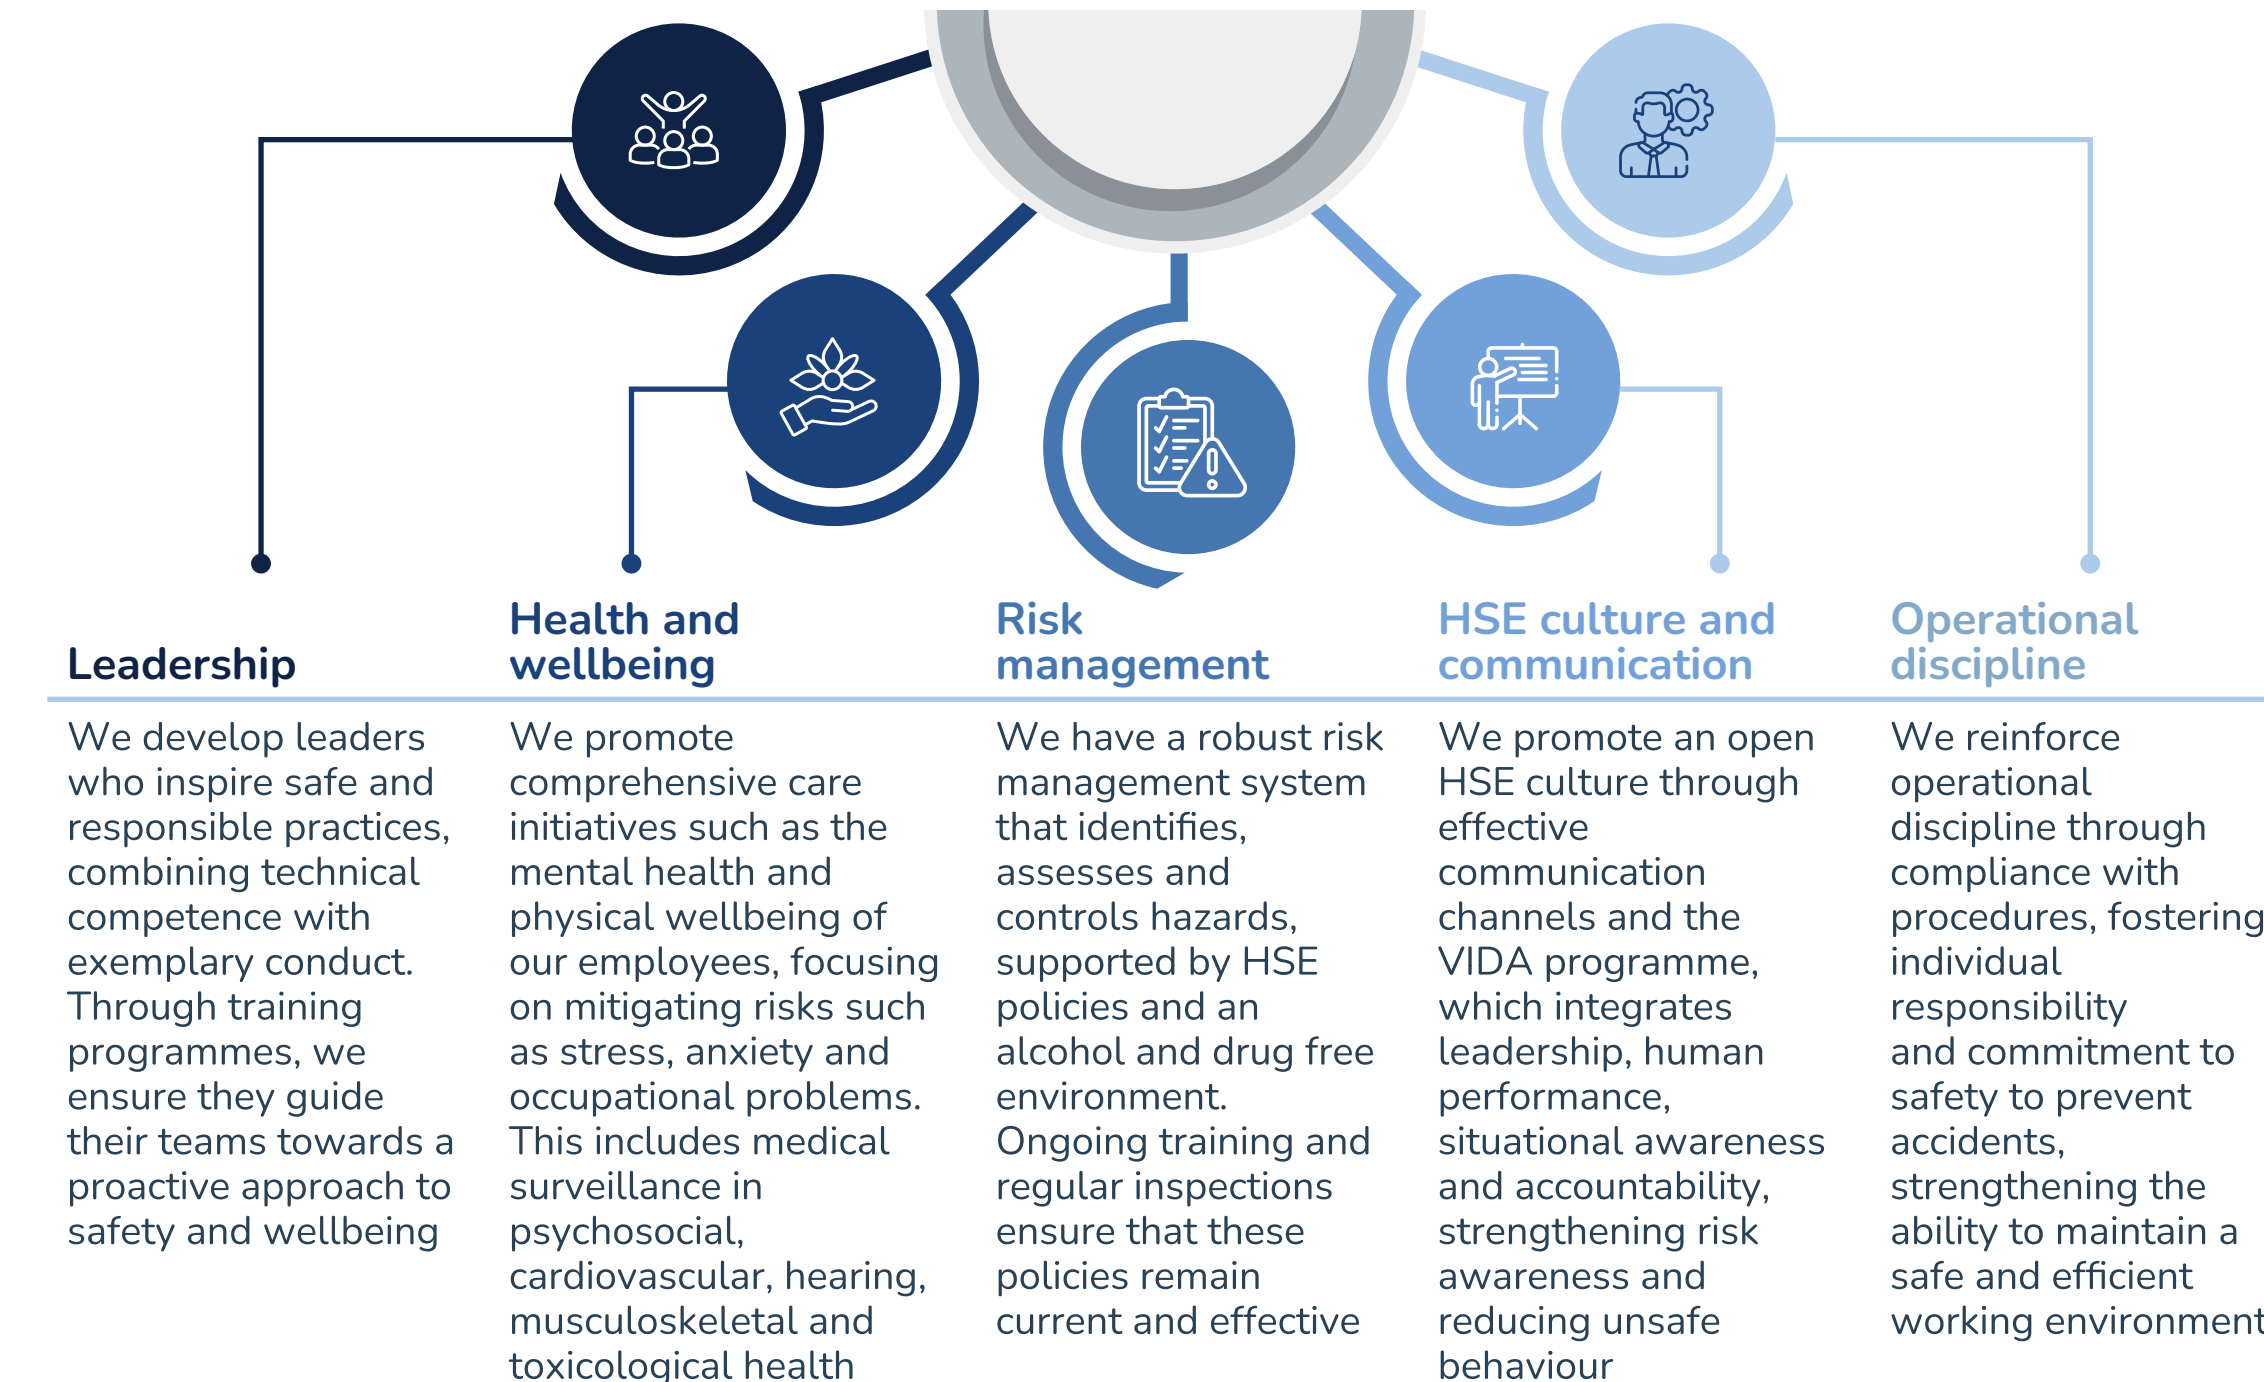 Leadership
We develop leaders
who inspire safe and
responsible practices,
combining technical
competence with
exemplary conduct.
Through training
programmes, we
ensure they guide
their teams towards a
proactive approach to
safety and wellbeing
Health and
wellbeing
We promote
comprehensive care
initiatives such as the
mental health and
physical wellbeing of
our employees, focusing
on mitigating risks such
as stress, anxiety and
occupational problems.
This includes medical
surveillance in
psychosocial,
cardiovascular, hearing,
musculoskeletal and
toxicological health
Risk
management
We have a robust risk
management system
that identifies,
assesses and
controls hazards,
supported by HSE
policies and an
alcohol and drug free
environment.
Ongoing training and
regular inspections
ensure that these
policies remain
current and effective
HSE culture and
communication
We promote an open
HSE culture through
effective
communication
channels and the
VIDA programme,
which integrates
leadership, human
performance,
situational awareness
and accountability,
strengthening risk
awareness and
reducing unsafe
behaviour
Operational
discipline
We reinforce
operational
discipline through
compliance with
procedures, fostering
individual
responsibility
and commitment to
safety to prevent
accidents,
strengthening the
ability to maintain a
safe and efficient
working environment